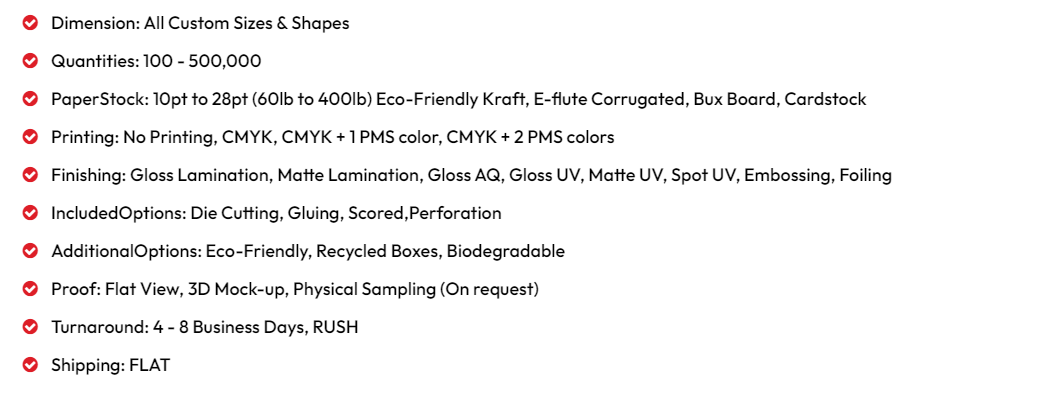 Dimension: All Custom Sizes & Shapes
Quantities: 100 - 500,000
PaperStock: 10pt to 28pt (60lb to 400lb) Eco-Friendly Kraft, E-flute Corrugated, Bux Board, Cardstock
Printing: No Printing, CMYK, CMYK + 1 PMS color, CMYK + 2 PMS colors
Finishing: Gloss Lamination, Matte Lamination, Gloss AQ, Gloss UV, Matte UV, Spot UV, Embossing, Foiling
IncludedOptions: Die Cutting, Gluing, Scored,Perforation
AdditionalOptions: Eco-Friendly, Recycled Boxes, Biodegradable
Proof: Flat View, 3D Mock-up, Physical Sampling (On request)
Turnaround: 4 - 8 Business Days, RUSH
Shipping: FLAT